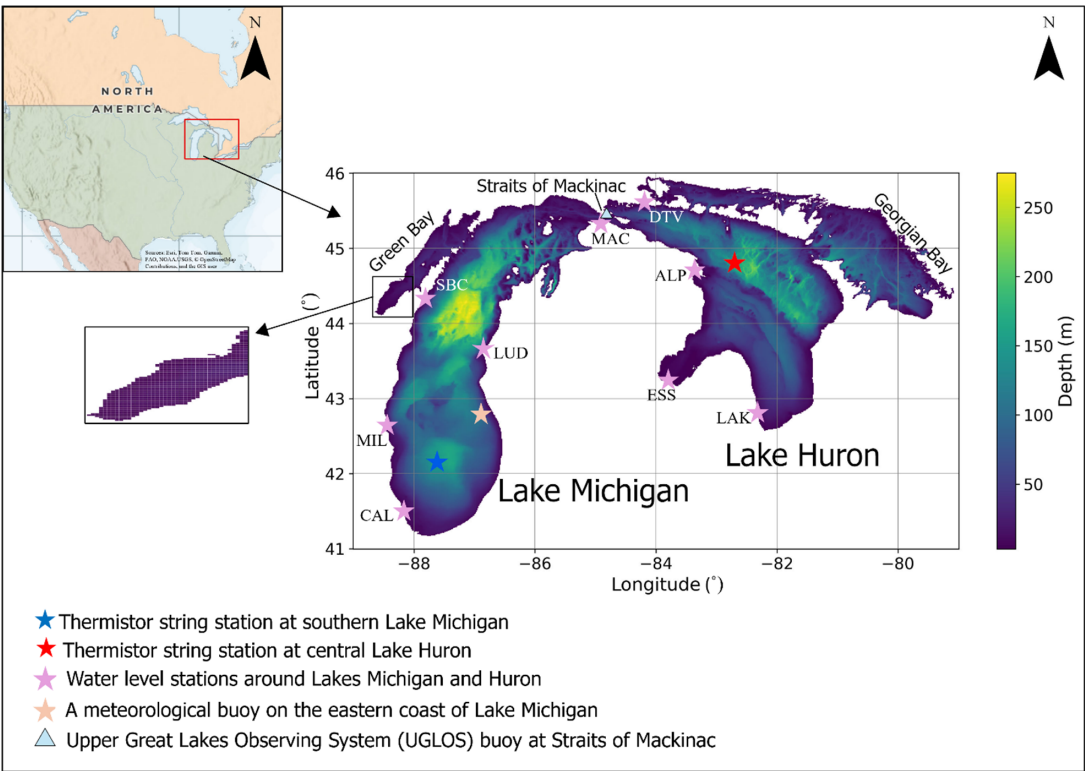 N
NORTH
AMERICA
Sources: Esri, Tom Tom, Garmin,
FAO, NOAA, USGS, © OpenStreetMap
Contributors, and the GIS user
N
46
45
44
43
42
41
Latitude (°)
−88
−86
−84
−82
−80
Longitude (°)
Straits of Mackinac
Green Bay
Georgian Bay
DTV
MAC
ALP
SBC
LUD
ESS
LAK
MIL
CAL
Lake Huron
Lake Michigan
250
200
150
100
50
Depth (m)
Thermistor string station at southern Lake Michigan
Thermistor string station at central Lake Huron
Water level stations around Lakes Michigan and Huron
A meteorological buoy on the eastern coast of Lake Michigan
Upper Great Lakes Observing System (UGLOS) buoy at Straits of Mackinac